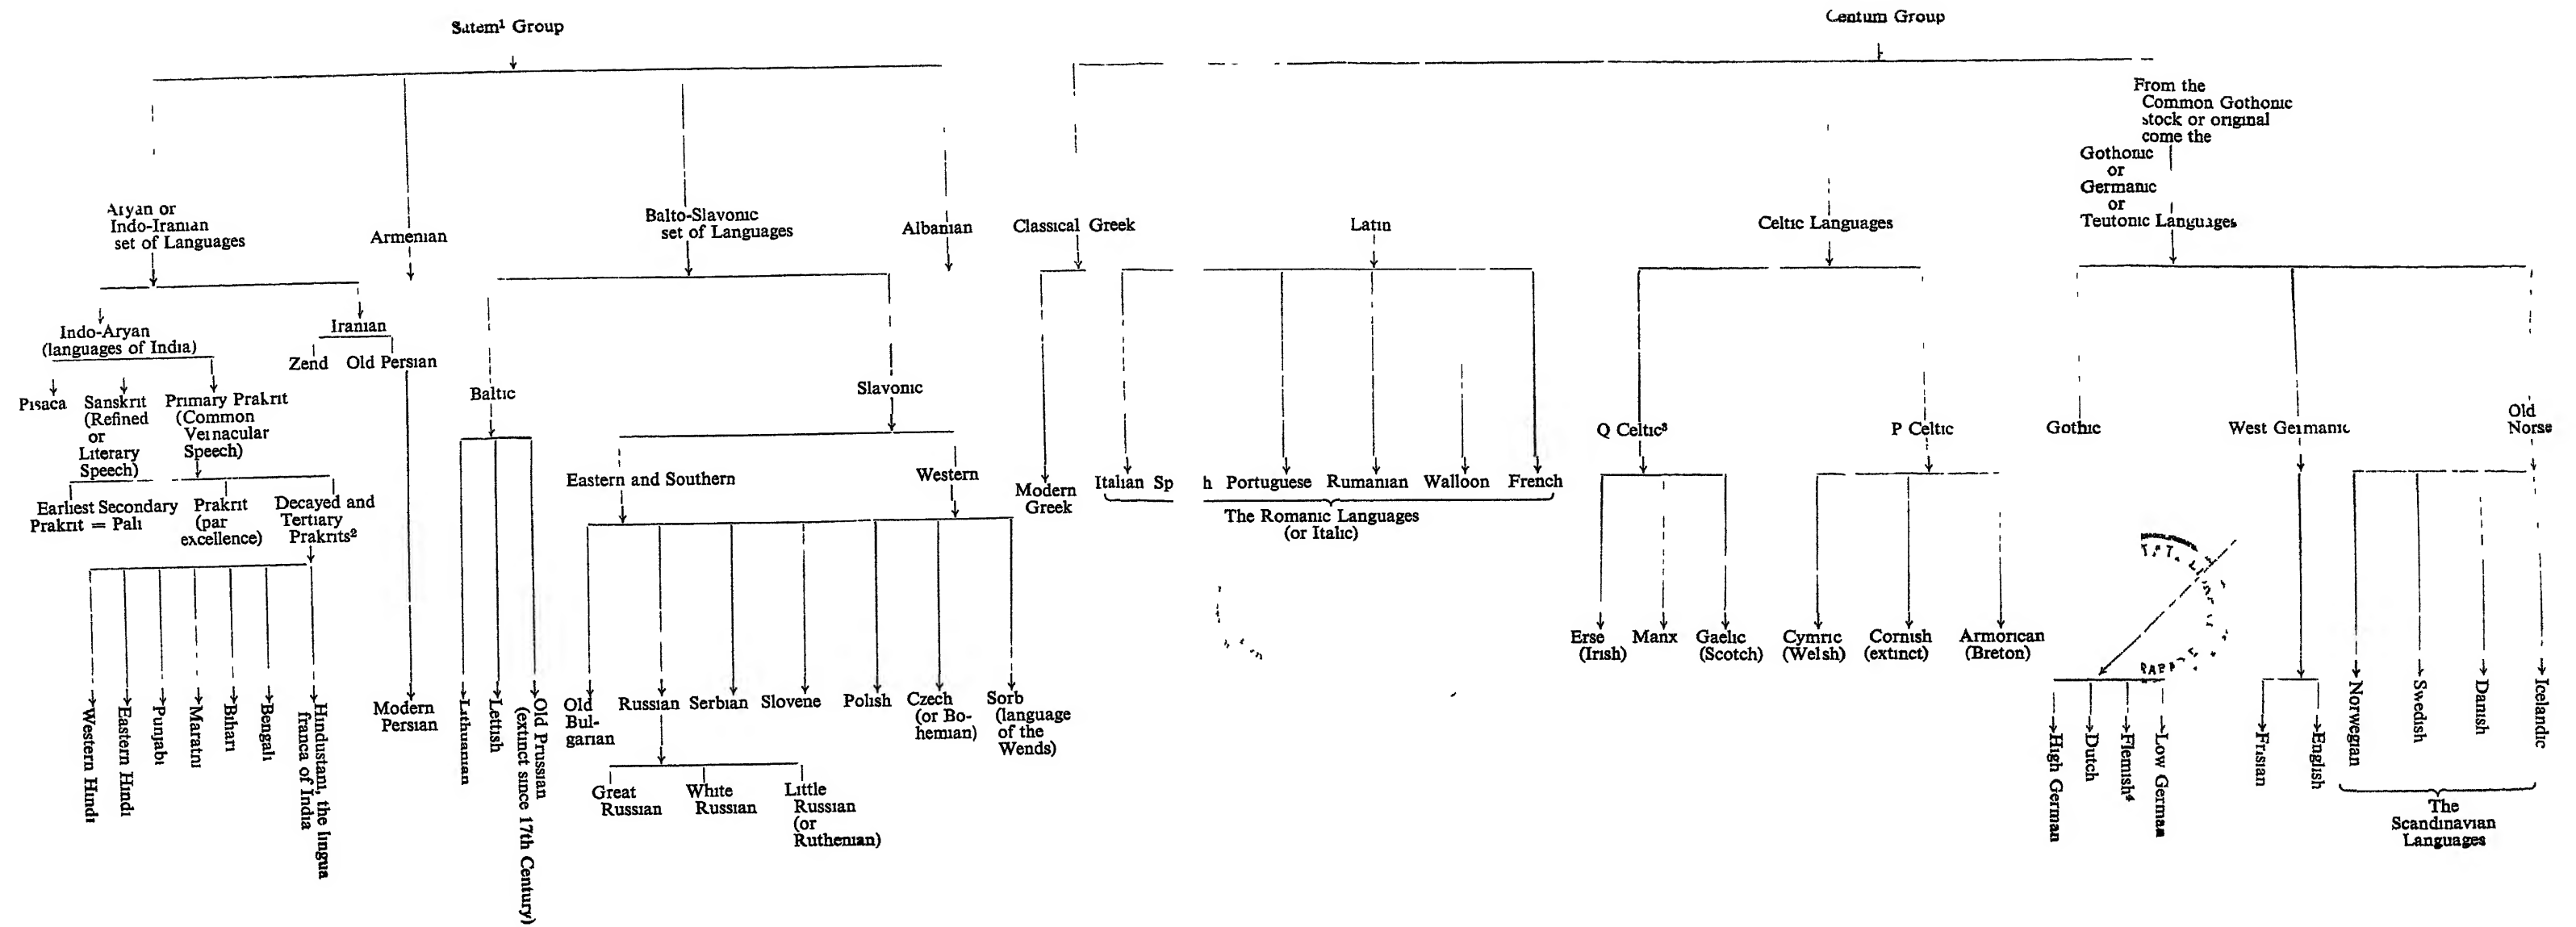 Satem¹ Group
Centum Group
From the
Common Gothonic
stock or original
come the
Gothonic
or
Germanic
or
Teutonic Languages
Aryan or
Indo-Iranian
set of Languages
Armenian
Balto-Slavonic
set of Languages
Albanian
Classical Greek
Latin
Celtic Languages
Indo-Aryan
(languages of India)
Iranian
Zend
Old Persian
Pisaca
Sanskrit
(Refined
or
Literary
Speech)
Primary Prakrit
(Common
Vernacular
Speech)
Baltic
Slavonic
Q Celtic³
P Celtic
Gothic
West Germanic
Old
Norse
Earliest Secondary
Prakrit = Pali
Prakrit
(par
excellence)
Decayed and
Tertiary
Prakrits²
Eastern and Southern
Western
Modern
Greek
Italian Sp h Portuguese Rumanian Walloon French
The Romanic Languages
(or Italic)
Erse
(Irish)
Manx
Gaelic
(Scotch)
Cymric
(Welsh)
Cornish
(extinct)
Armorican
(Breton)
Western Hindi
Eastern Hindi
Punjabi
Maratni
Bihari
Bengali
Hindustani, the lingua
franca of India
Modern
Persian
Lithuanian
Lettish
Old Prussian
(extinct since 17th Century)
Old
Bul-
garian
Russian
Serbian
Slovene
Polish
Czech
(or Bo-
hemian)
Sorb
(language
of the
Wends)
Great
Russian
White
Russian
Little
Russian
(or
Ruthenian)
High German
Dutch
Flemish⁴
Low German
Frisian
English
Norwegian
Swedish
Danish
Icelandic
The
Scandinavian
Languages